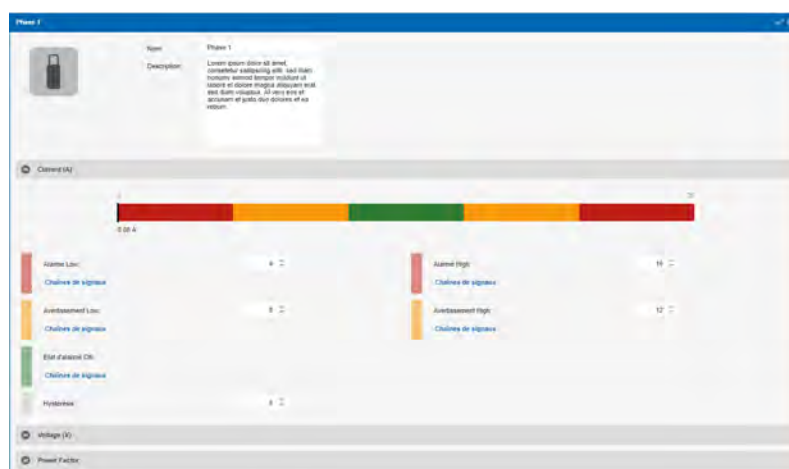 Phase 1
Nom: Phase 1
Description: Lorem ipsum dolor sit amet,
consetetur sadipscing elitr, sed diam
nonumy eirmod tempor invidunt ut
labore et dolore magna aliquyam erat,
sed diam voluptua. At vero eos et
accusam et justo duo dolores et ea
rebum.
Current (A)
0.00 A
Alarme Low: 4
Alarme High: 16
Chaînes de signaux
Chaînes de signaux
Avertissement Low: 8
Avertissement High: 12
Chaînes de signaux
Chaînes de signaux
Etat d'alarme OK:
Chaînes de signaux
Hysteresis:
Voltage (V)
Power Factor